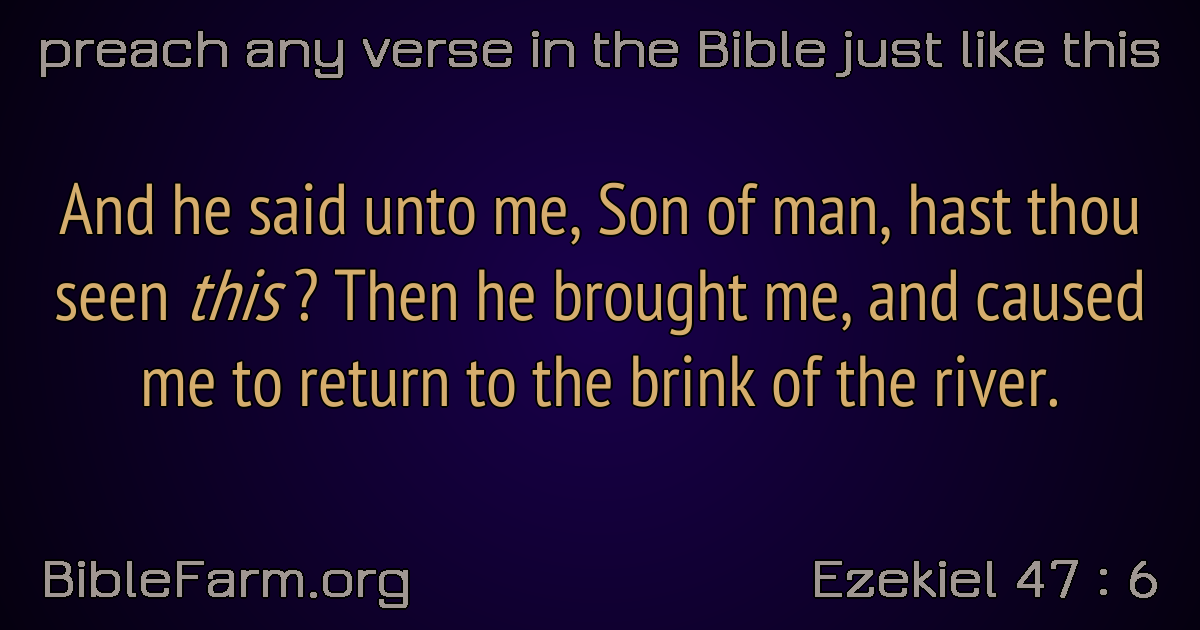 preach any verse in the Bible just like this
And he said unto me, Son of man, hast thou
seen this ? Then he brought me, and caused
me to return to the brink of the river.
BibleFarm.org
Ezekiel 47 : 6